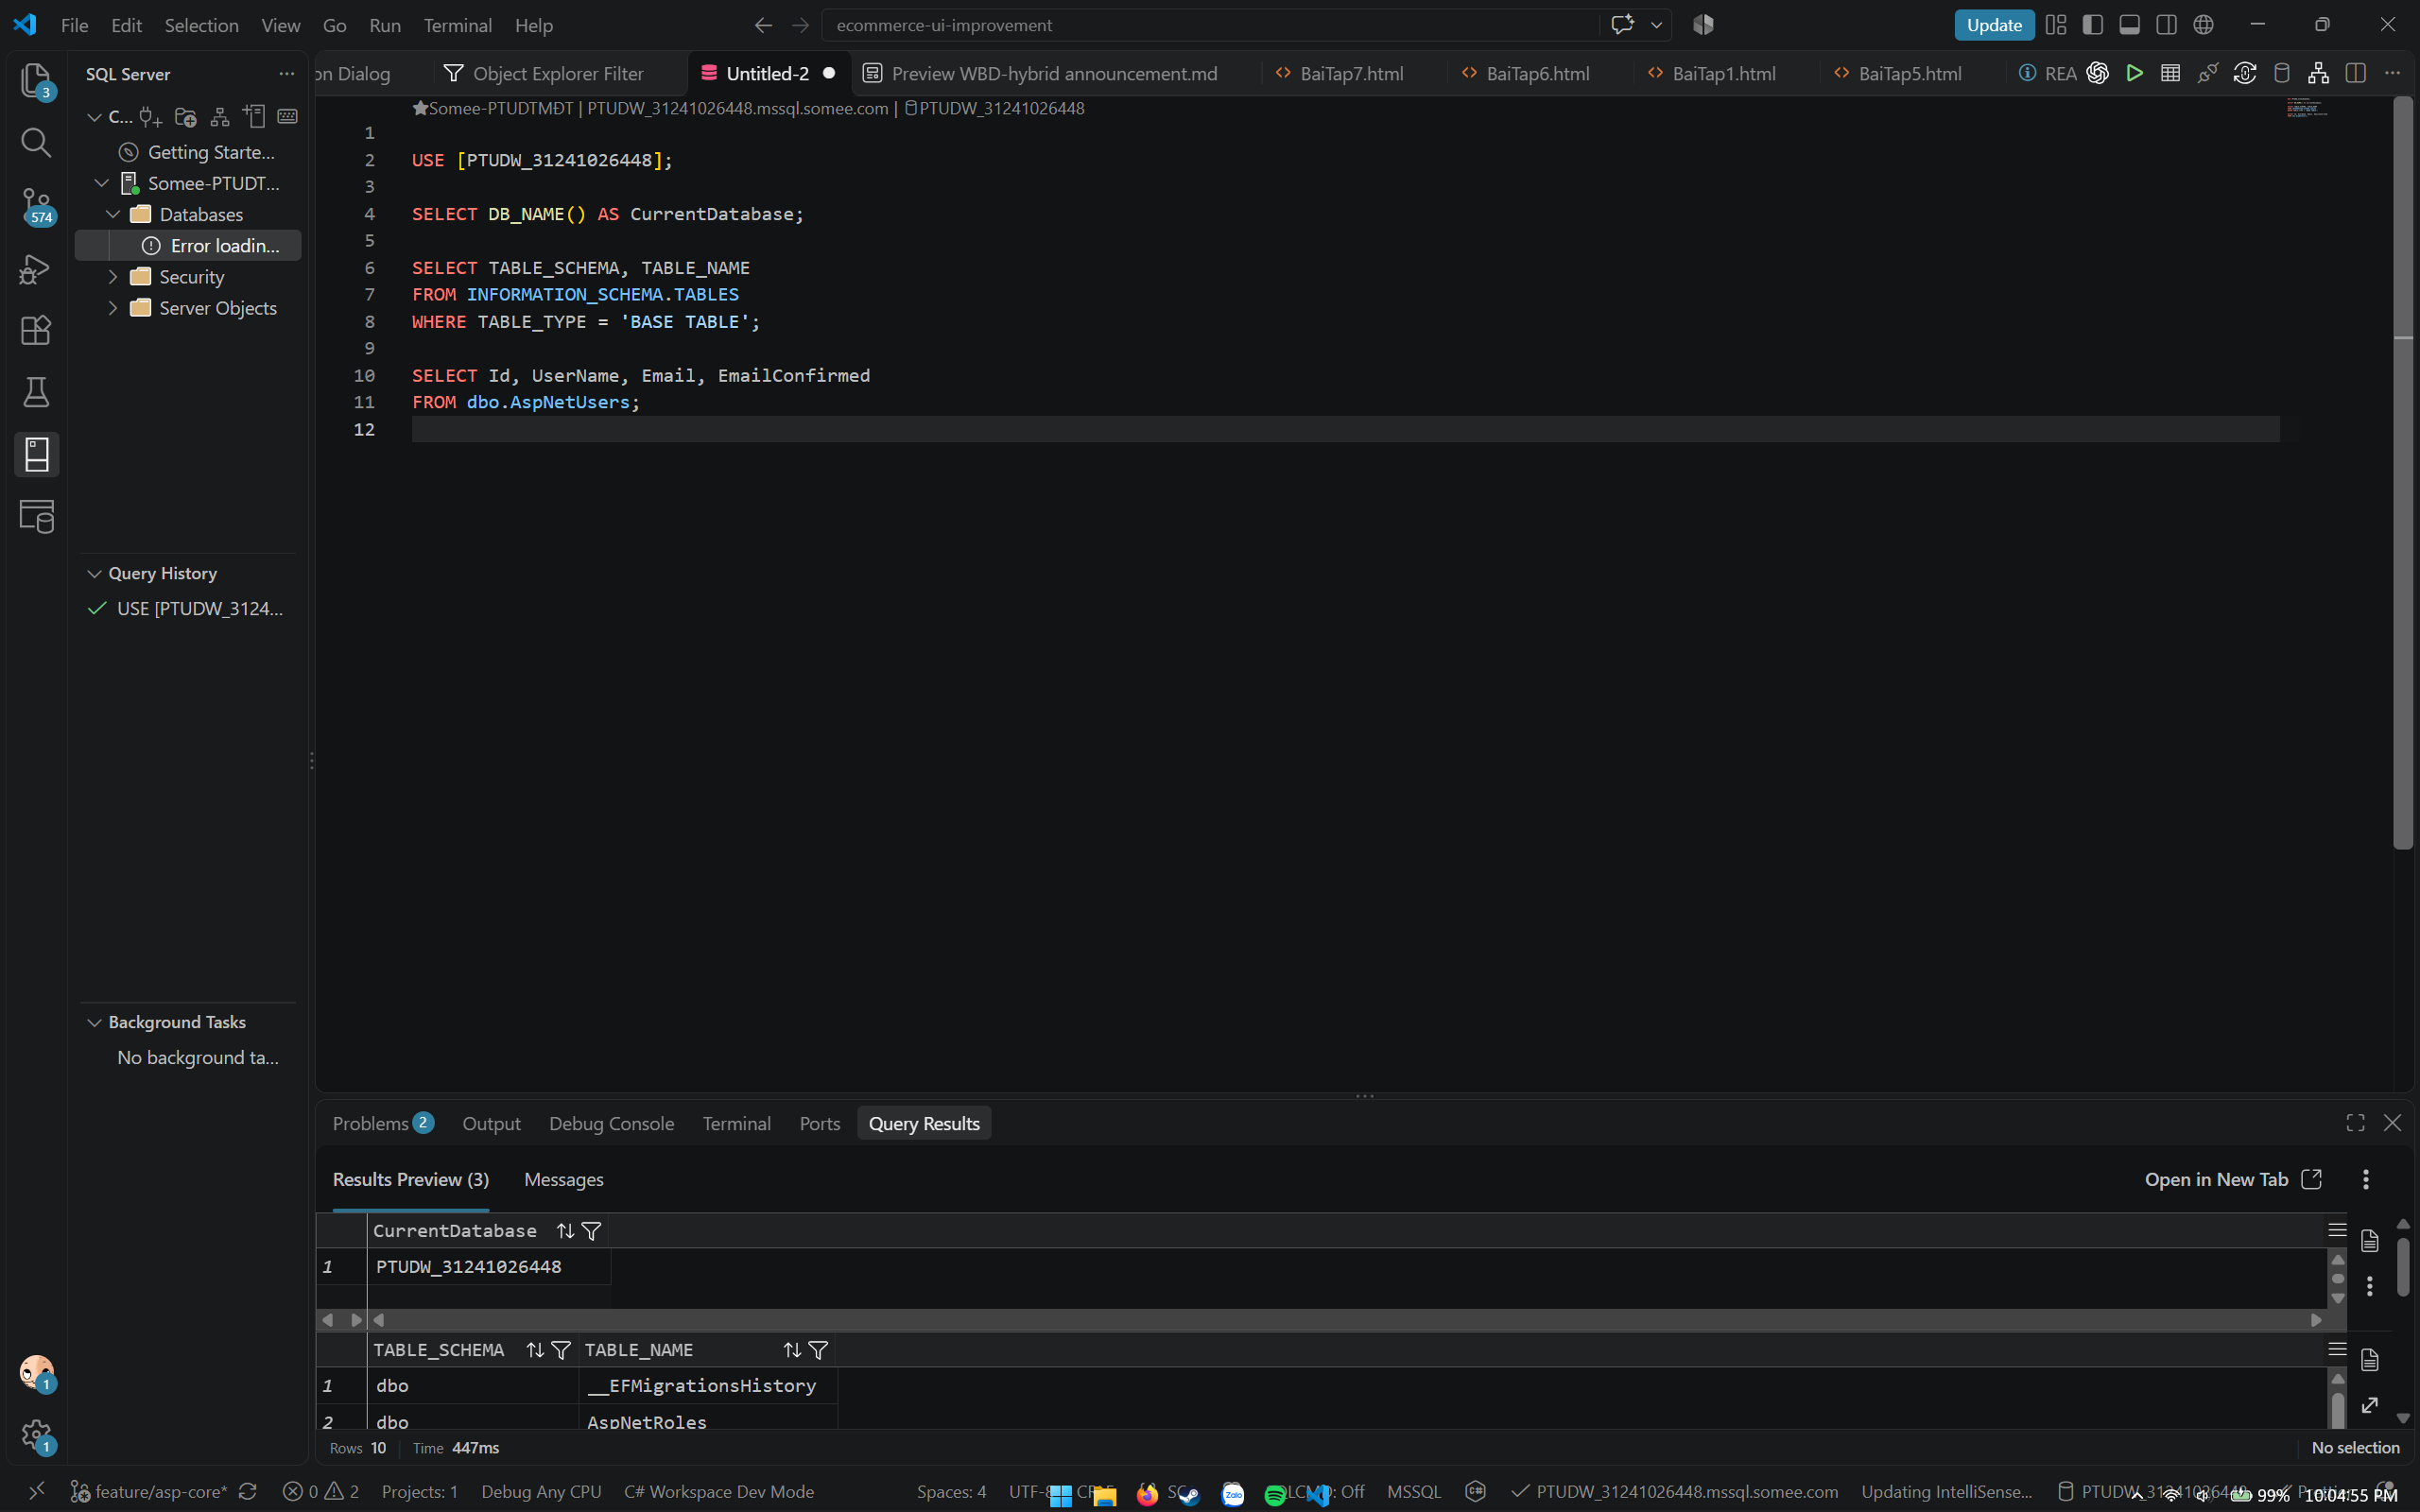 File Edit Selection View Go Run Terminal Help
ecommerce-ui-improvement
Update
SQL Server
on Dialog
Object Explorer Filter
Untitled-2
Preview WBD-hybrid announcement.md
BaiTap7.html
BaiTap6.html
BaiTap1.html
BaiTap5.html
REA
3
574
C...
Getting Starte...
Somee-PTUDT...
Databases
Error loadin...
Security
Server Objects
Query History
USE [PTUDW_3124...
Background Tasks
No background ta...
1
1
Somee-PTUDTMĐT | PTUDW_31241026448.mssql.somee.com | PTUDW_31241026448
1
2 USE [PTUDW_31241026448];
3
4 SELECT DB_NAME() AS CurrentDatabase;
5
6 SELECT TABLE_SCHEMA, TABLE_NAME
7 FROM INFORMATION_SCHEMA.TABLES
8 WHERE TABLE_TYPE = 'BASE TABLE';
9
10 SELECT Id, UserName, Email, EmailConfirmed
11 FROM dbo.AspNetUsers;
12
Problems 2 Output Debug Console Terminal Ports Query Results
Results Preview (3) Messages
Open in New Tab
CurrentDatabase
1 PTUDW_31241026448
TABLE_SCHEMA TABLE_NAME
1 dbo __EFMigrationsHistory
2 dbo AspNetRoles
Rows 10 Time 447ms
No selection
feature/asp-core* 0 2 Projects: 1 Debug Any CPU C# Workspace Dev Mode
Spaces: 4 Zalo Off MSSQL PTUDW_31241026448.mssql.somee.com Updating IntelliSense... 99% 10:04:55 PM